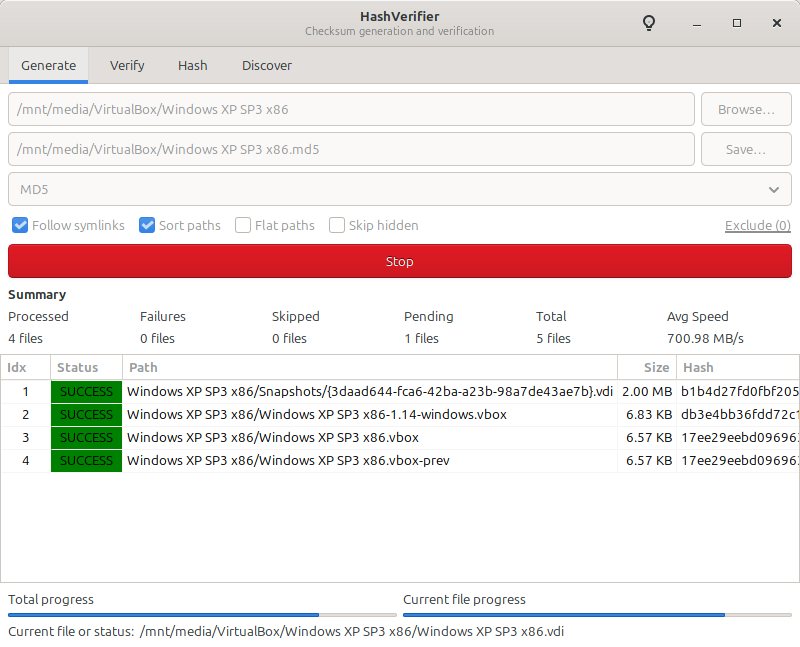 HashVerifier
Checksum generation and verification
Generate Verify Hash Discover
/mnt/media/VirtualBox/Windows XP SP3 x86 Browse...
/mnt/media/VirtualBox/Windows XP SP3 x86.md5 Save...
MD5
Follow symlinks Sort paths Flat paths Skip hidden Exclude (0)
Stop
Summary
Processed Failures Skipped Pending Total Avg Speed
4 files 0 files 0 files 1 files 5 files 700.98 MB/s
Idx Status Path Size Hash
1 SUCCESS Windows XP SP3 x86/Snapshots/{3daad644-fca6-42ba-a23b-98a7de43ae7b}.vdi 2.00 MB b1b4d27fd0fbf205
2 SUCCESS Windows XP SP3 x86/Windows XP SP3 x86-1.14-windows.vbox 6.83 KB db3e4bb36fdd72c1
3 SUCCESS Windows XP SP3 x86/Windows XP SP3 x86.vbox 6.57 KB 17ee29eebd096963
4 SUCCESS Windows XP SP3 x86/Windows XP SP3 x86.vbox-prev 6.57 KB 17ee29eebd096963
Total progress Current file progress
Current file or status: /mnt/media/VirtualBox/Windows XP SP3 x86/Windows XP SP3 x86.vdi